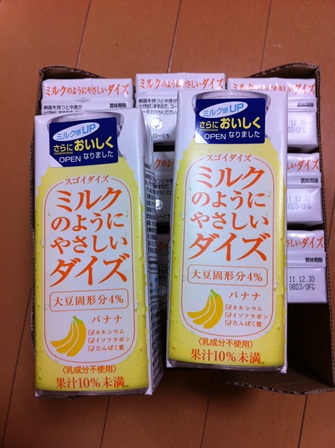 ミルクのようにやさしいダイズ
ミルクのようにやさしいダイズ
ミルクのようにやさしいダイズ
賞味期限
ミルク感UP
さらにおいしく
OPEN なりました
スゴイダイズ
ミルク
のように
やさしい
ダイズ
大豆固形分4%
バナナ
カルシウム
イソフラボン
たんぱく質
〈乳成分不使用〉
果汁10%未満
ミルク感UP
さらにおいしく
OPEN なりました
スゴイダイズ
ミルク
のように
やさしい
ダイズ
大豆固形分4%
バナナ
カルシウム
イソフラボン
たんぱく質
〈乳成分不使用〉
果汁10%未満
11.12.30
11.12.30